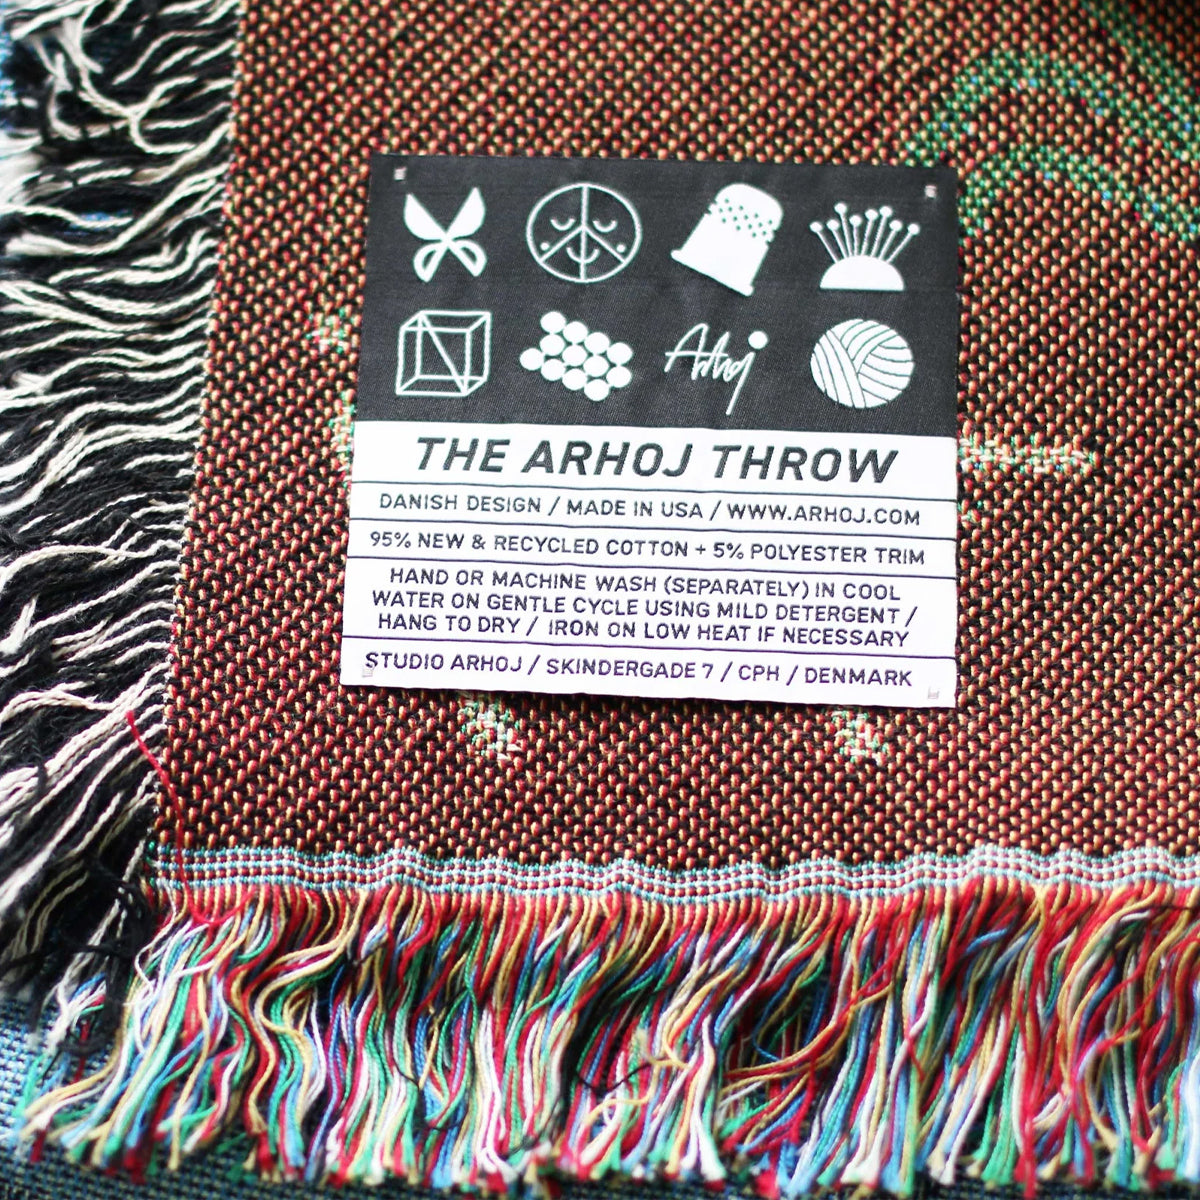 Arhoj
THE ARHOJ THROW
DANISH DESIGN / MADE IN USA / WWW.ARHOJ.COM
95% NEW & RECYCLED COTTON + 5% POLYESTER TRIM
HAND OR MACHINE WASH (SEPARATELY) IN COOL
WATER ON GENTLE CYCLE USING MILD DETERGENT /
HANG TO DRY / IRON ON LOW HEAT IF NECESSARY
STUDIO ARHOJ / SKINDERGADE 7 / CPH / DENMARK